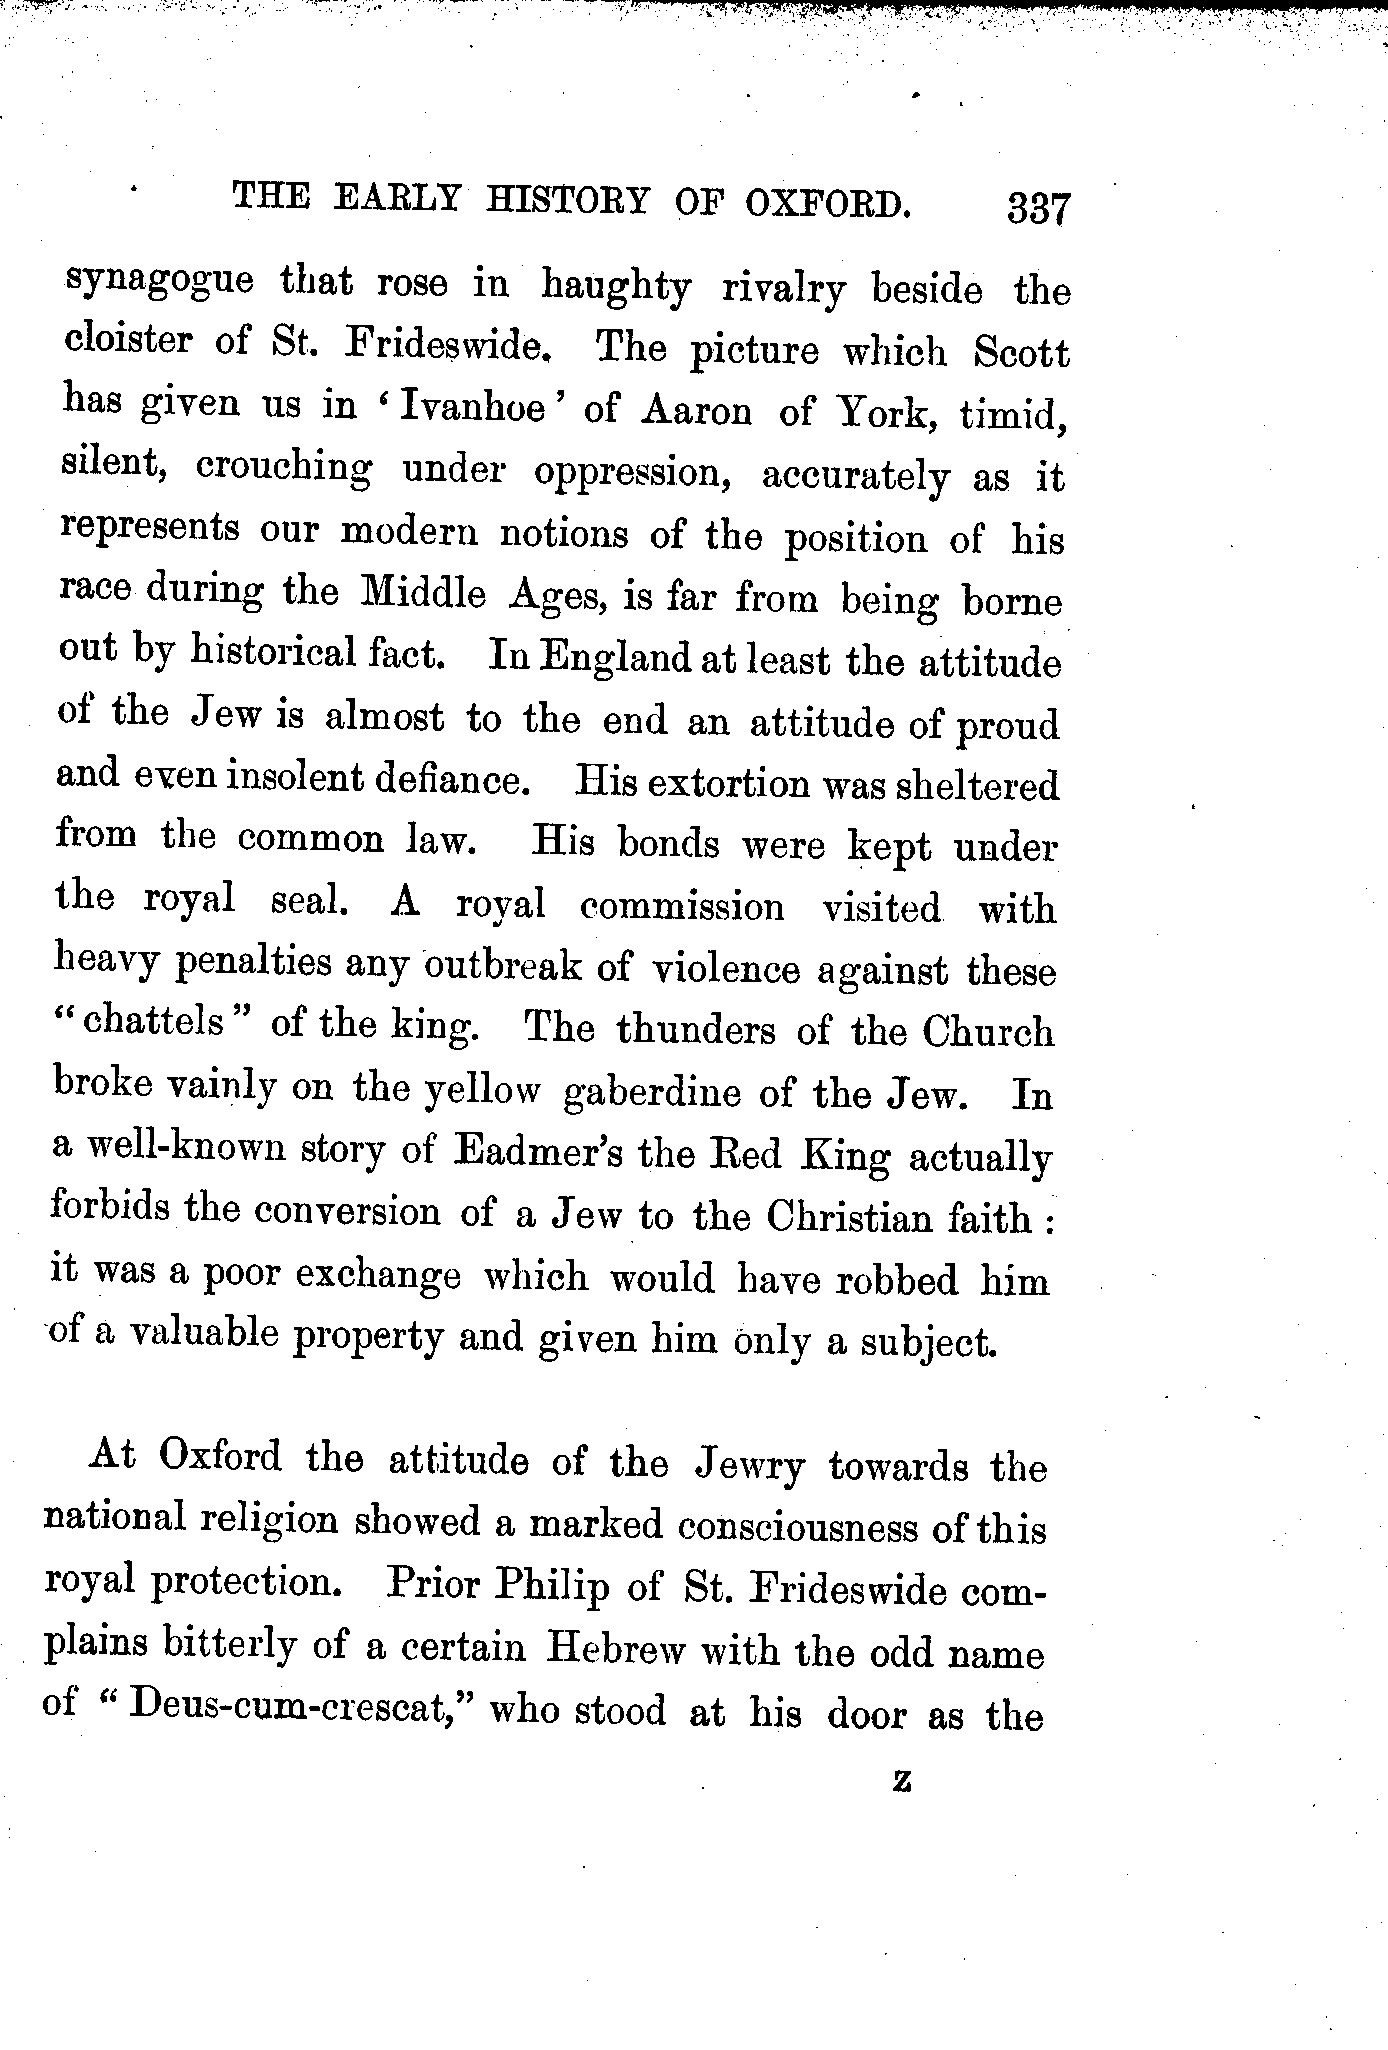 THE EARLY HISTORY OF OXFORD. 337
synagogue that rose in haughty rivalry beside the
cloister of St. Frideswide. The picture which Scott
has given us in ‘Ivanhoe’ of Aaron of York, timid,
silent, crouching under oppression, accurately as it
represents our modern notions of the position of his
race during the Middle Ages, is far from being borne
out by historical fact. In England at least the attitude
of the Jew is almost to the end an attitude of proud
and even insolent defiance. His extortion was sheltered
from the common law. His bonds were kept under
the royal seal. A royal commission visited with
heavy penalties any outbreak of violence against these
“chattels” of the king. The thunders of the Church
broke vainly on the yellow gaberdine of the Jew. In
a well-known story of Eadmer’s the Red King actually
forbids the conversion of a Jew to the Christian faith :
it was a poor exchange which would have robbed him
of a valuable property and given him only a subject.
At Oxford the attitude of the Jewry towards the
national religion showed a marked consciousness of this
royal protection. Prior Philip of St. Frideswide com-
plains bitterly of a certain Hebrew with the odd name
of “Deus-cum-crescat,” who stood at his door as the
Z